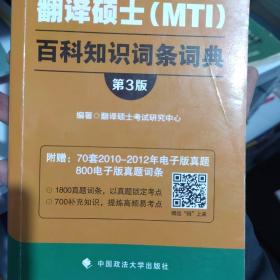 翻译硕士(MTI)
百科知识词条词典
第3版
编著◎翻译硕士考试研究中心
附赠：70套2010-2012年电子版真题
800电子版真题词条
1800真题词条，以真题锁定考点
700补充知识，提炼高频易考点
微信“扫”上来
中国政法大学出版社